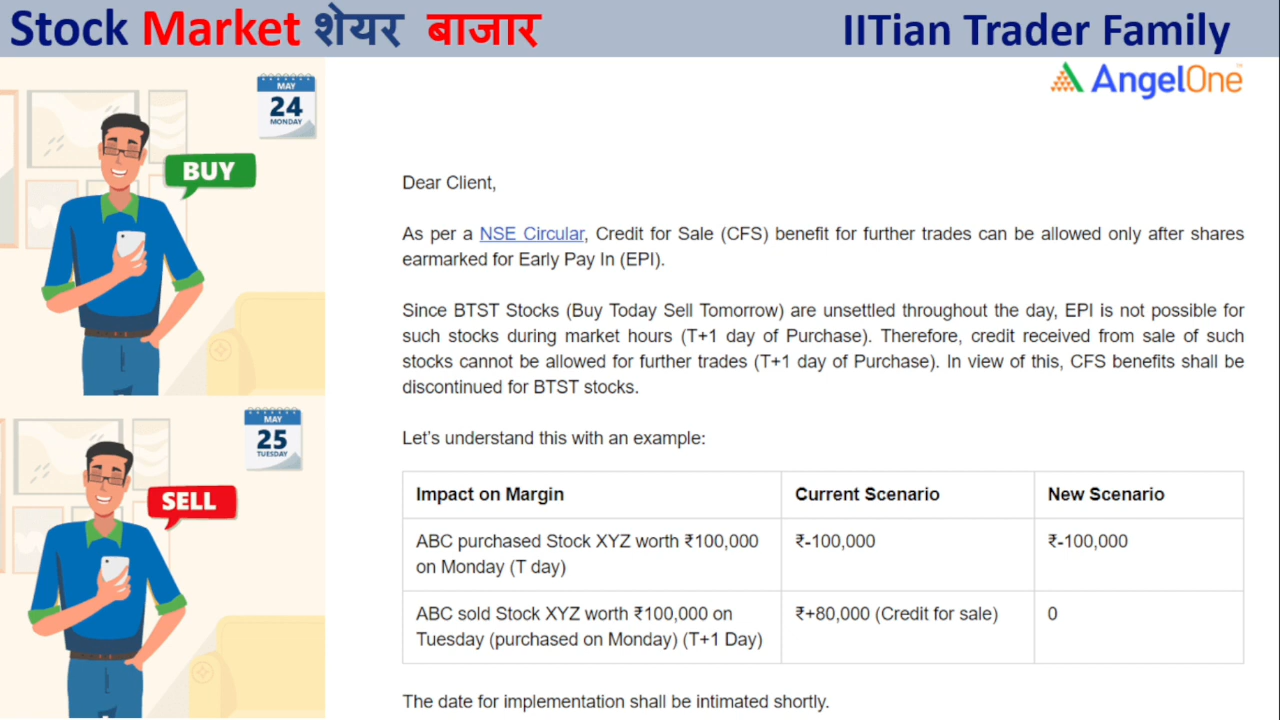 Stock Market शेयर बाजार
IITian Trader Family
AngelOne
MAY
24
MONDAY
BUY
MAY
25
TUESDAY
SELL
Dear Client,
As per a NSE Circular, Credit for Sale (CFS) benefit for further trades can be allowed only after shares
earmarked for Early Pay In (EPI).
Since BTST Stocks (Buy Today Sell Tomorrow) are unsettled throughout the day, EPI is not possible for
such stocks during market hours (T+1 day of Purchase). Therefore, credit received from sale of such
stocks cannot be allowed for further trades (T+1 day of Purchase). In view of this, CFS benefits shall be
discontinued for BTST stocks.
Let's understand this with an example:
Impact on Margin Current Scenario New Scenario
ABC purchased Stock XYZ worth ₹100,000 ₹-100,000 ₹-100,000
on Monday (T day)
ABC sold Stock XYZ worth ₹100,000 on ₹+80,000 (Credit for sale) 0
Tuesday (purchased on Monday) (T+1 Day)
The date for implementation shall be intimated shortly.